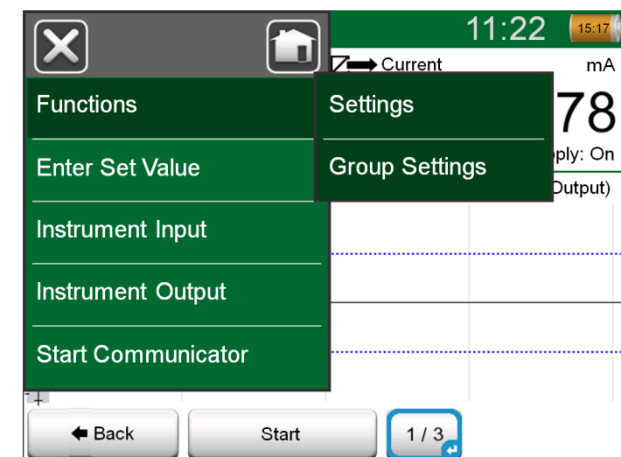 11:22
15:17
Current
mA
Functions
Settings
78
Enter Set Value
Group Settings
ply: On
Output)
Instrument Input
Instrument Output
Start Communicator
Back
Start
1 / 3